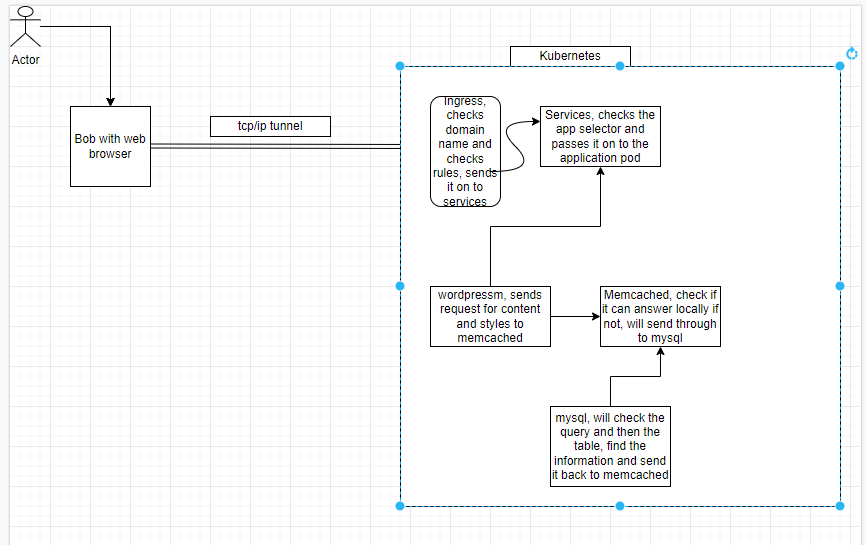 Actor
Kubernetes
Bob with web
browser
tcp/ip tunnel
Ingress,
checks
domain
name and
checks
rules, sends
it on to
services
Services, checks the
app selector and
passes it on to the
application pod
wordpressm, sends
request for content
and styles to
memcached
Memcached, check if
it can answer locally if
not, will send through
to mysql
mysql, will check the
query and then the
table, find the
information and send
it back to memcached